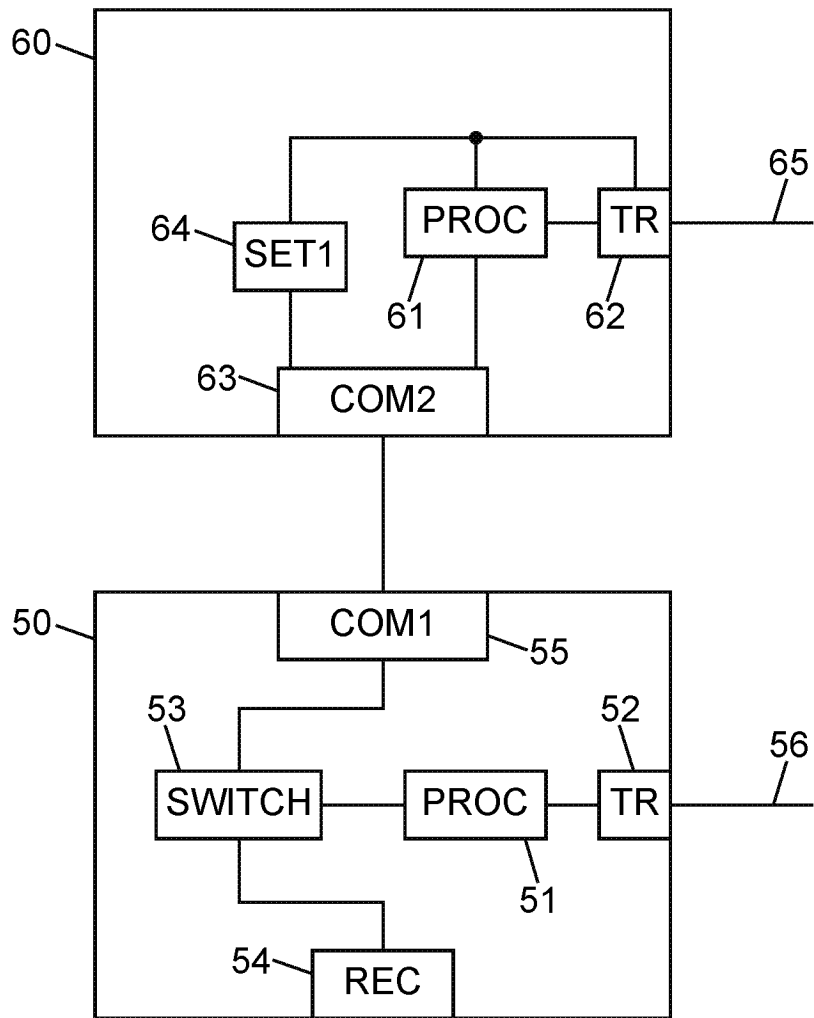 60
65
64
PROC
TR
SET1
61
62
63
COM2
50
COM1
55
53
52
56
SWITCH
PROC
TR
51
54
REC